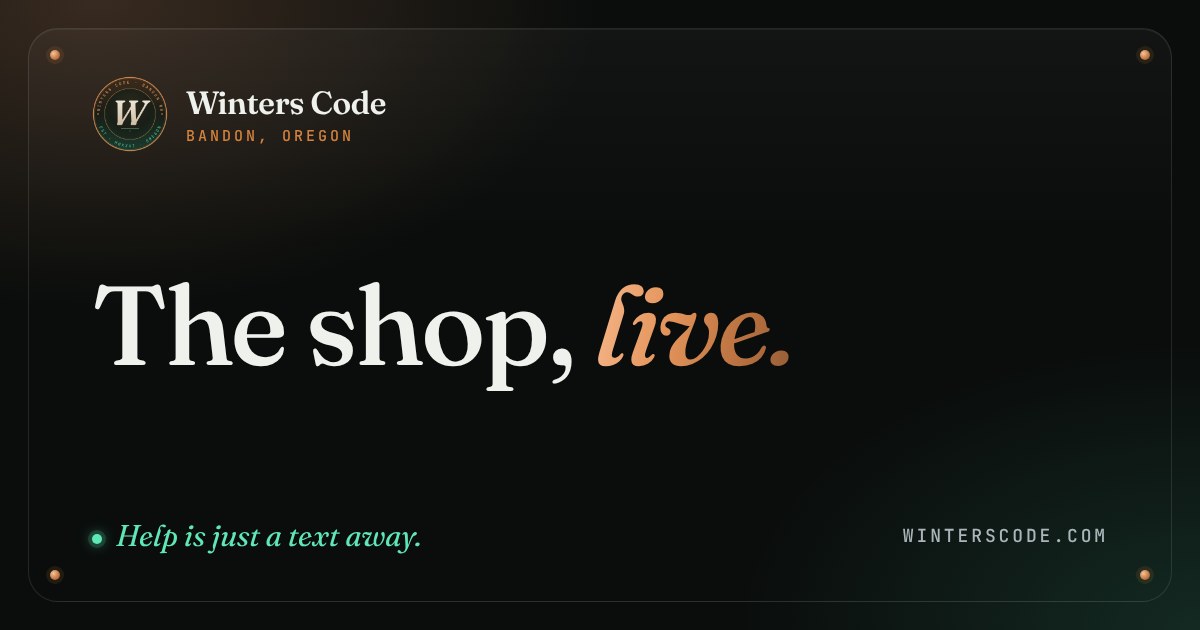 W
Winters Code
BANDON, OREGON
The shop, live.
Help is just a text away.
WINTERSCODE.COM